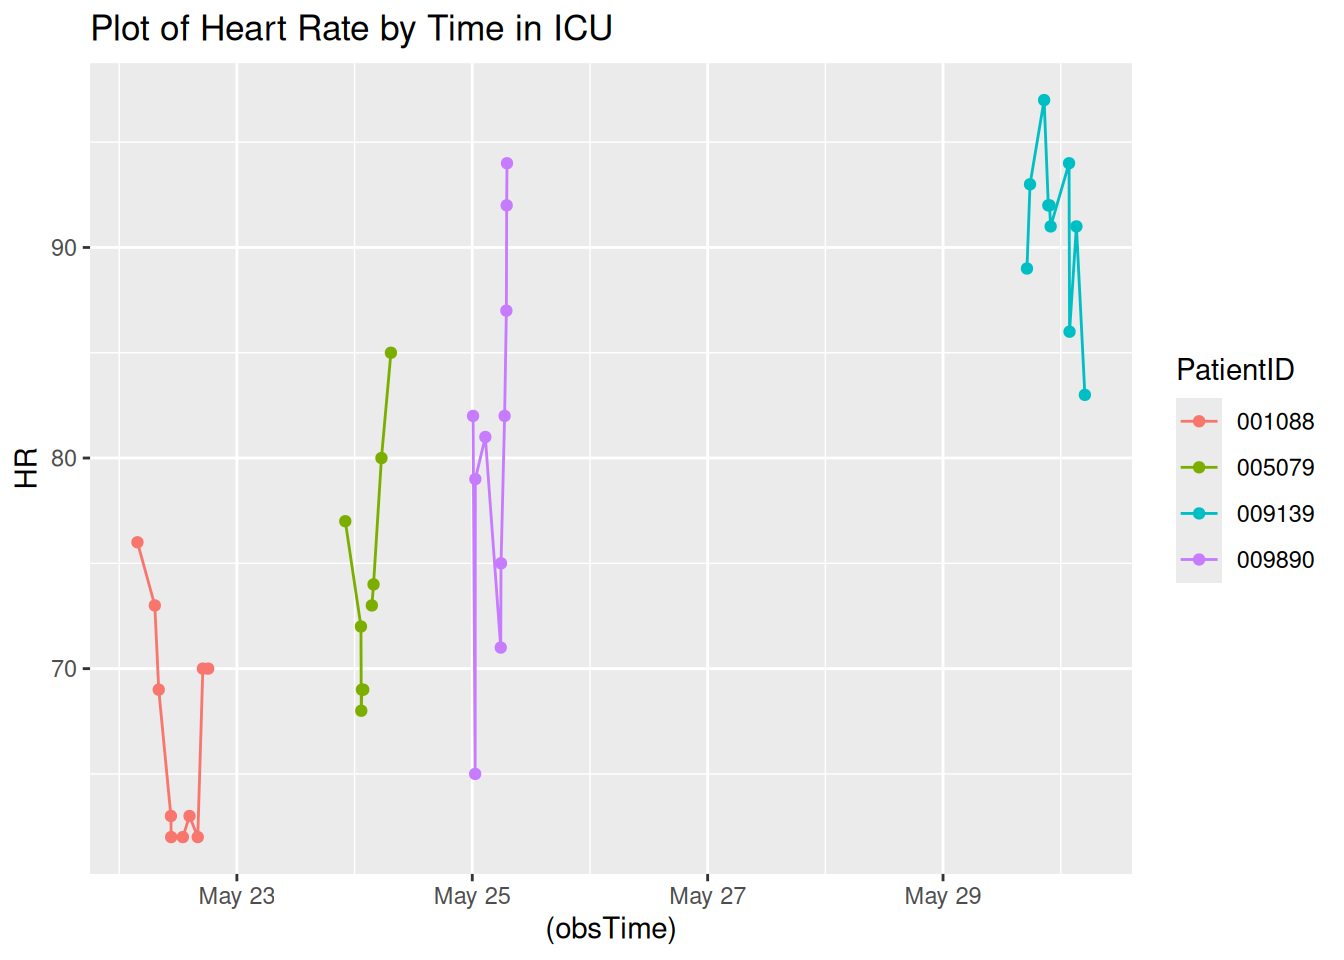 Plot of Heart Rate by Time in ICU
HR
90
80
70
May 23
May 25
May 27
May 29
(obsTime)
PatientID
001088
005079
009139
009890